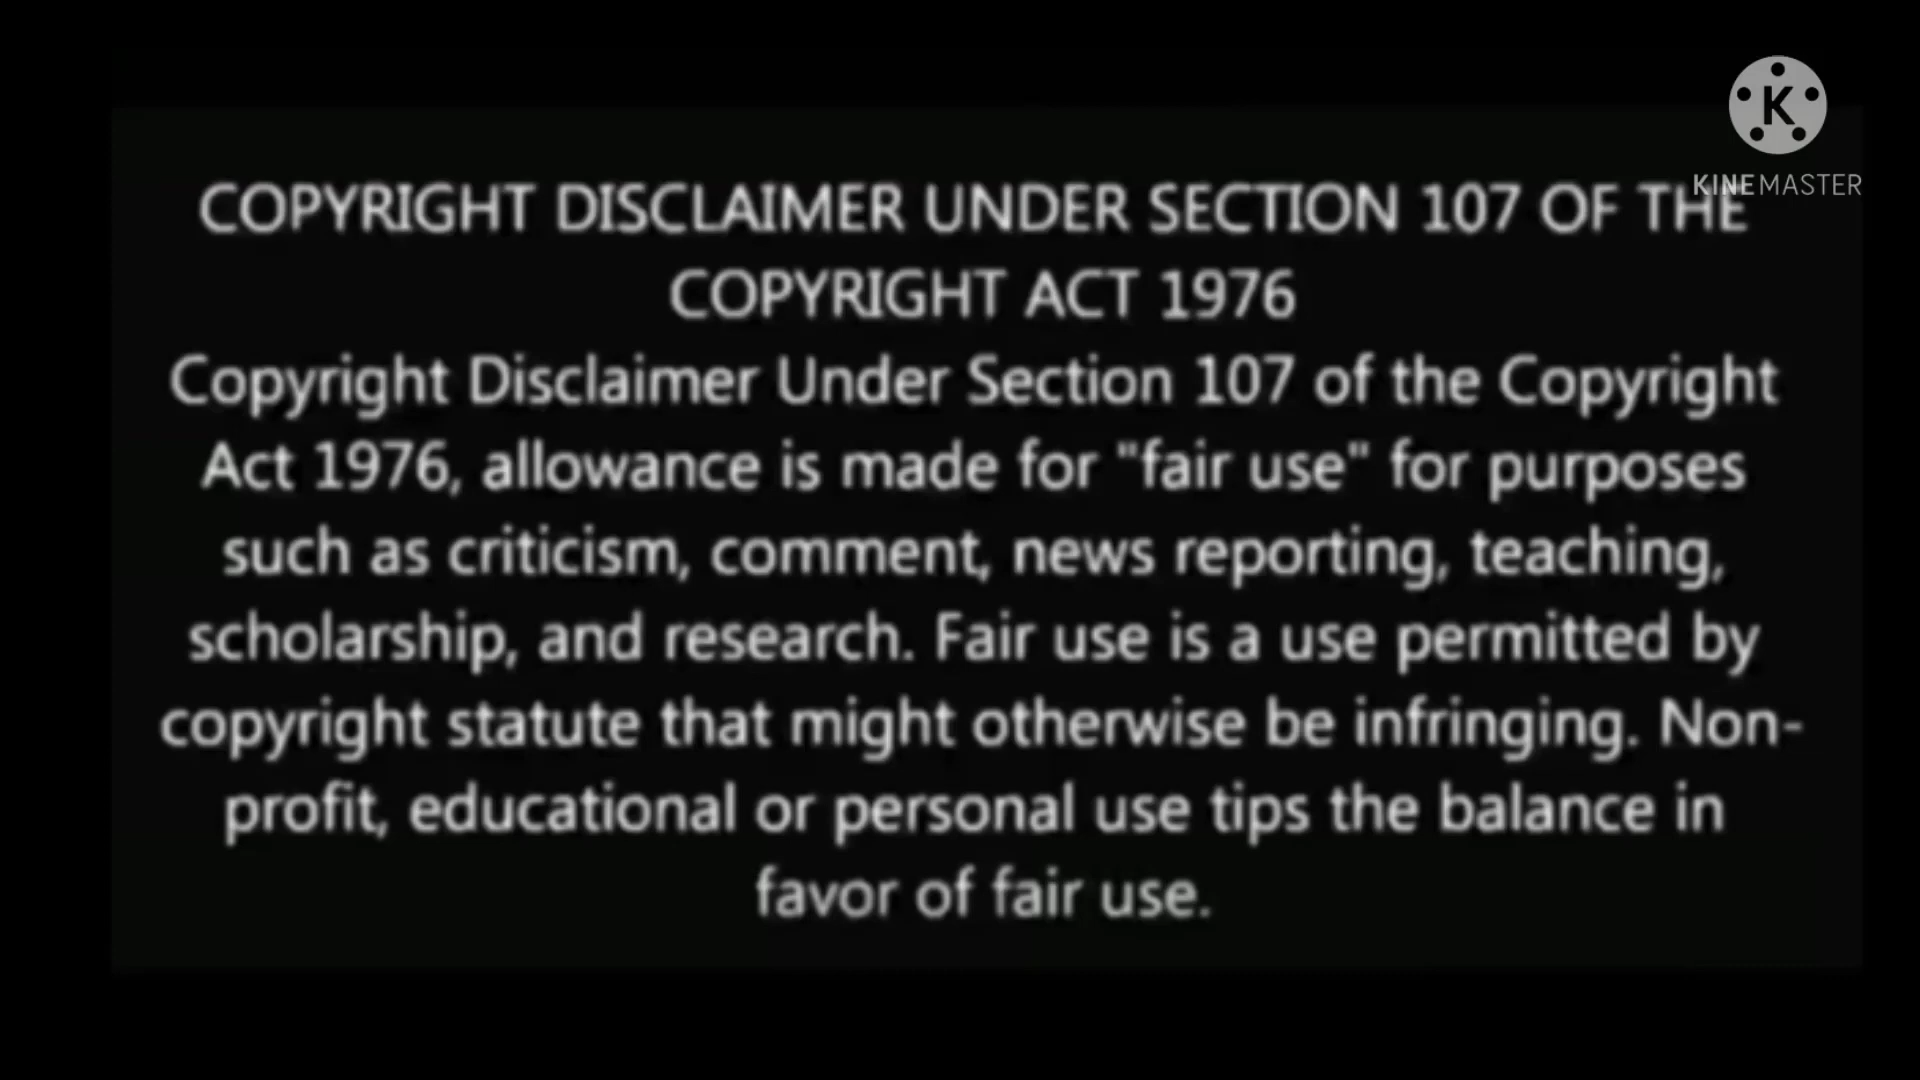 K
KINEMASTER
COPYRIGHT DISCLAIMER UNDER SECTION 107 OF THE
COPYRIGHT ACT 1976
Copyright Disclaimer Under Section 107 of the Copyright
Act 1976, allowance is made for "fair use" for purposes
such as criticism, comment, news reporting, teaching,
scholarship, and research. Fair use is a use permitted by
copyright statute that might otherwise be infringing. Non-
profit, educational or personal use tips the balance in
favor of fair use.